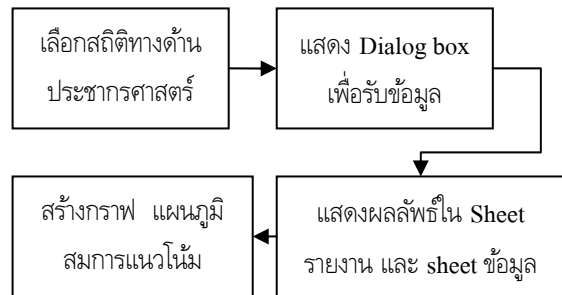 เลือกสถิติทางด้าน
ประชากรศาสตร์
แสดง Dialog box
เพื่อรับข้อมูล
แสดงผลลัพธ์ใน Sheet
รายงาน และ sheet ข้อมูล
สร้างกราฟ แผนภูมิ
สมการแนวโน้ม